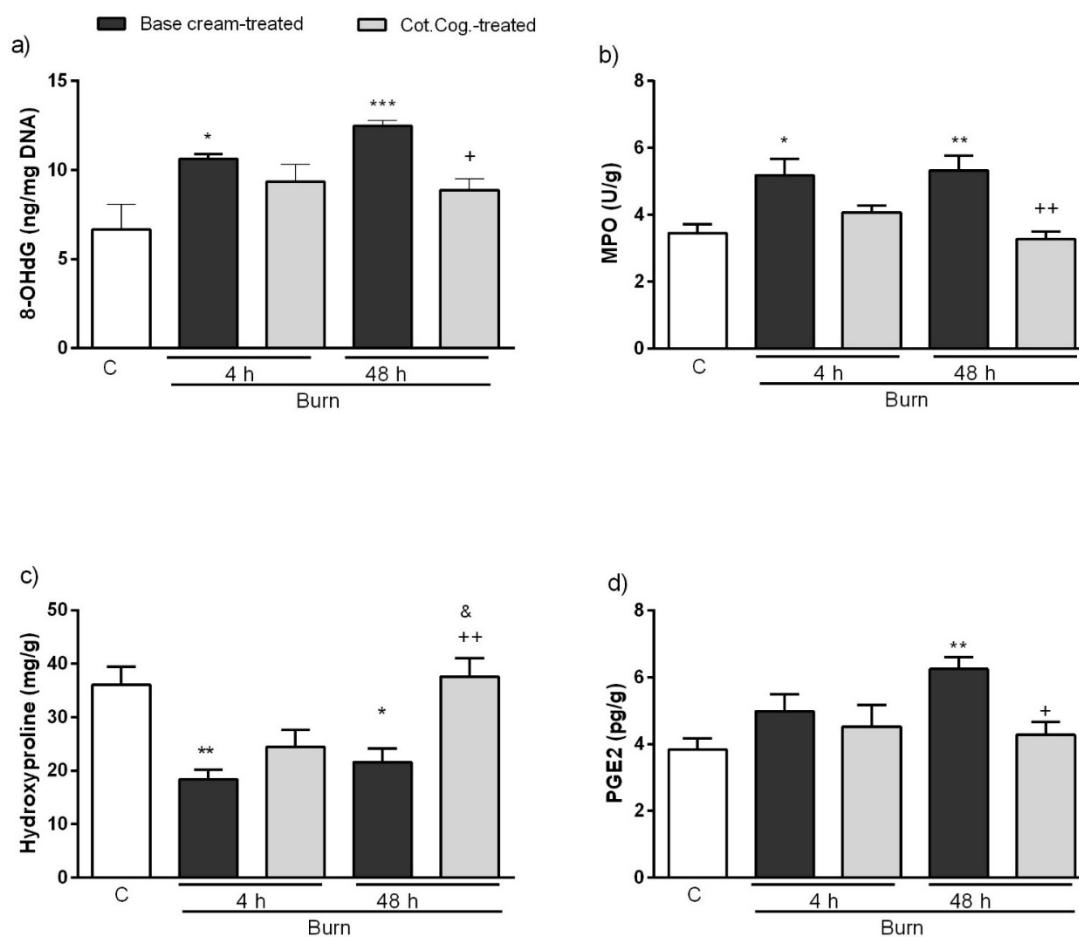 Base cream-treated Cot.Cog.-treated
a)
8-OHdG (ng/mg DNA)
15
10
5
0
*
***
+
C
4 h 48 h
Burn
b)
MPO (U/g)
8
6
4
2
0
*
**
++
C
4 h 48 h
Burn
c)
Hydroxyproline (mg/g)
50
40
30
20
10
0
**
*
&
++
C
4 h 48 h
Burn
d)
PGE2 (pg/g)
8
6
4
2
0
**
+
C
4 h 48 h
Burn